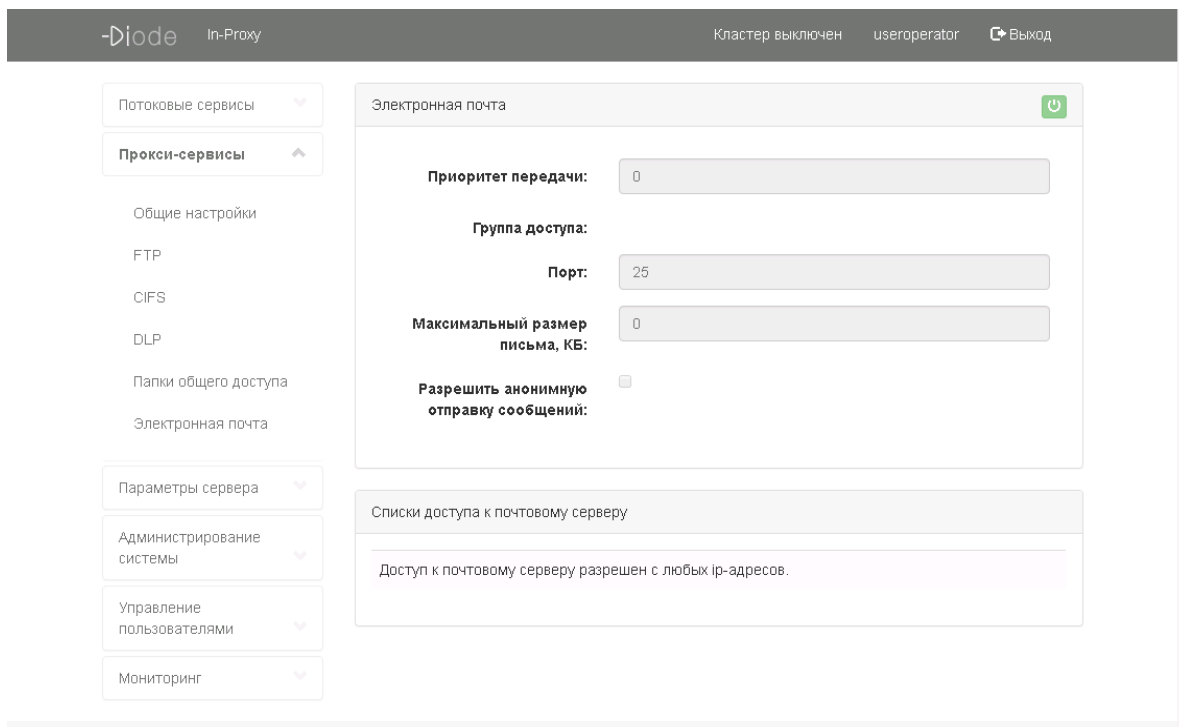 -Diode In-Proxy Кластер выключен useroperator Выход
Потоковые сервисы
Прокси-сервисы
Общие настройки
FTP
CIFS
DLP
Папки общего доступа
Электронная почта
Параметры сервера
Администрирование
системы
Управление
пользователями
Мониторинг
Электронная почта
Приоритет передачи: 0
Группа доступа:
Порт: 25
Максимальный размер
письма, КБ: 0
Разрешить анонимную
отправку сообщений:
Списки доступа к почтовому серверу
Доступ к почтовому серверу разрешен с любых ip-адресов.